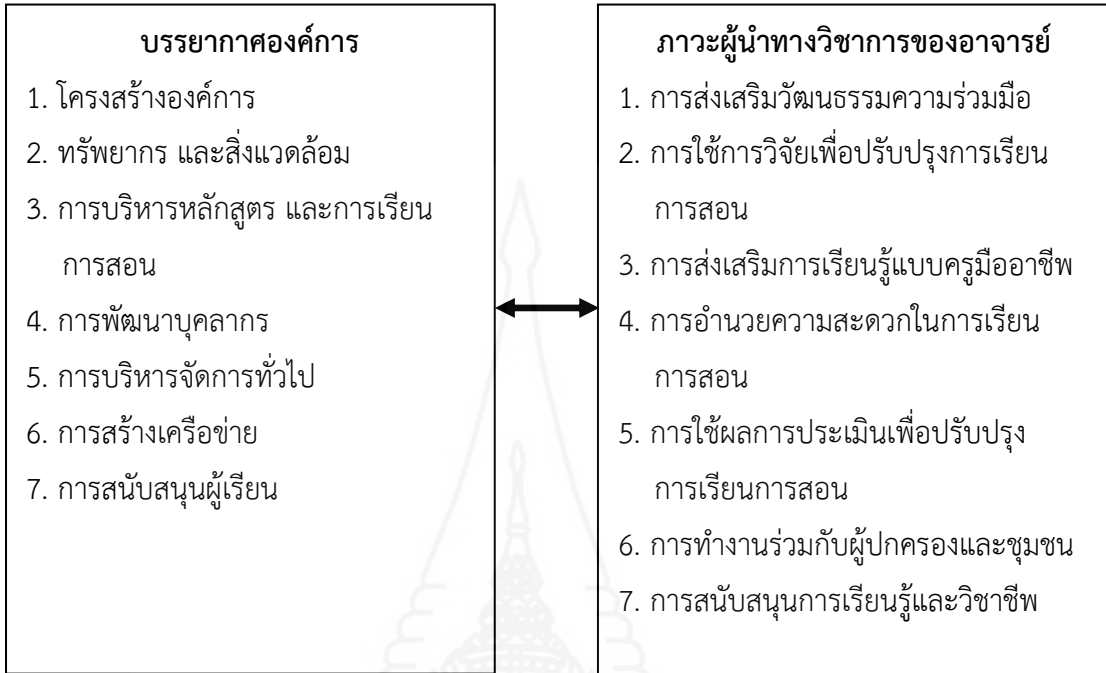 บรรยากาศองค์การ
1. โครงสร้างองค์การ
2. ทรัพยากร และสิ่งแวดล้อม
3. การบริหารหลักสูตร และการเรียน
การสอน
4. การพัฒนาบุคลากร
5. การบริหารจัดการทั่วไป
6. การสร้างเครือข่าย
7. การสนับสนุนผู้เรียน
ภาวะผู้นำทางวิชาการของอาจารย์
1. การส่งเสริมวัฒนธรรมความร่วมมือ
2. การใช้การวิจัยเพื่อปรับปรุงการเรียน
การสอน
3. การส่งเสริมการเรียนรู้แบบครูมืออาชีพ
4. การอำนวยความสะดวกในการเรียน
การสอน
5. การใช้ผลการประเมินเพื่อปรับปรุง
การเรียนการสอน
6. การทำงานร่วมกับผู้ปกครองและชุมชน
7. การสนับสนุนการเรียนรู้และวิชาชีพ